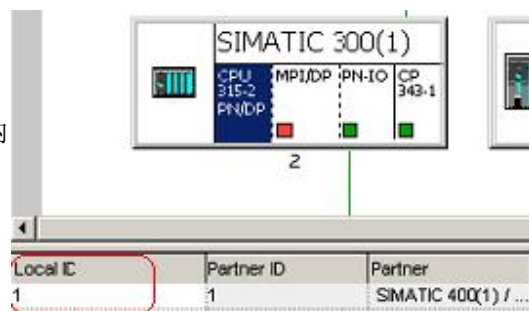 SIMATIC 300(1)
CPU 315-2 PN/DP
MPI/DP
PN-IO
CP 343-1
2
Local ID
Partner ID
Partner
1
1
SIMATIC 400(1) / ...